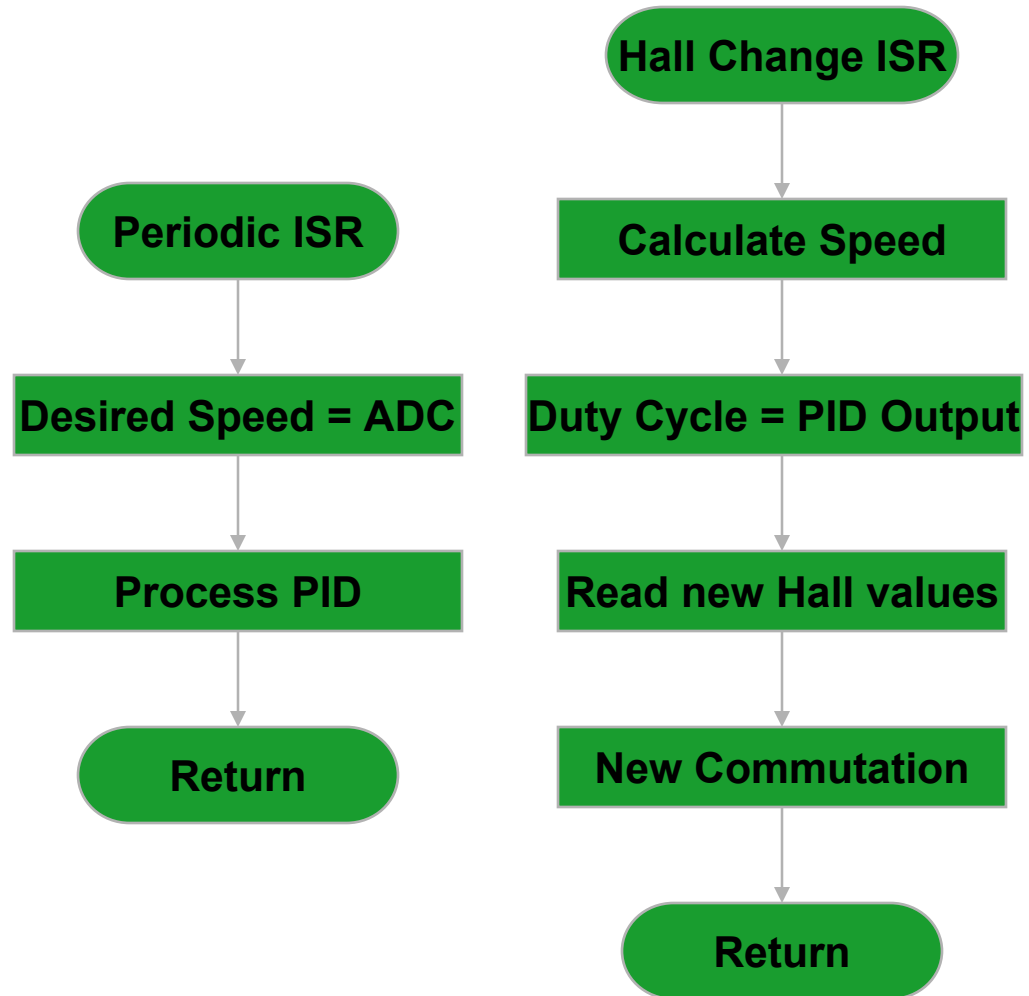 Periodic ISR
Desired Speed = ADC
Process PID
Return
Hall Change ISR
Calculate Speed
Duty Cycle = PID Output
Read new Hall values
New Commutation
Return